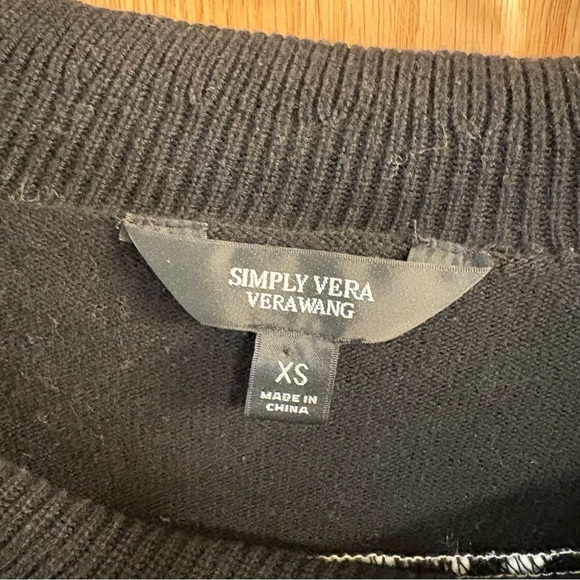 SIMPLY VERA
VERAWANG
XS
MADE IN
CHINA